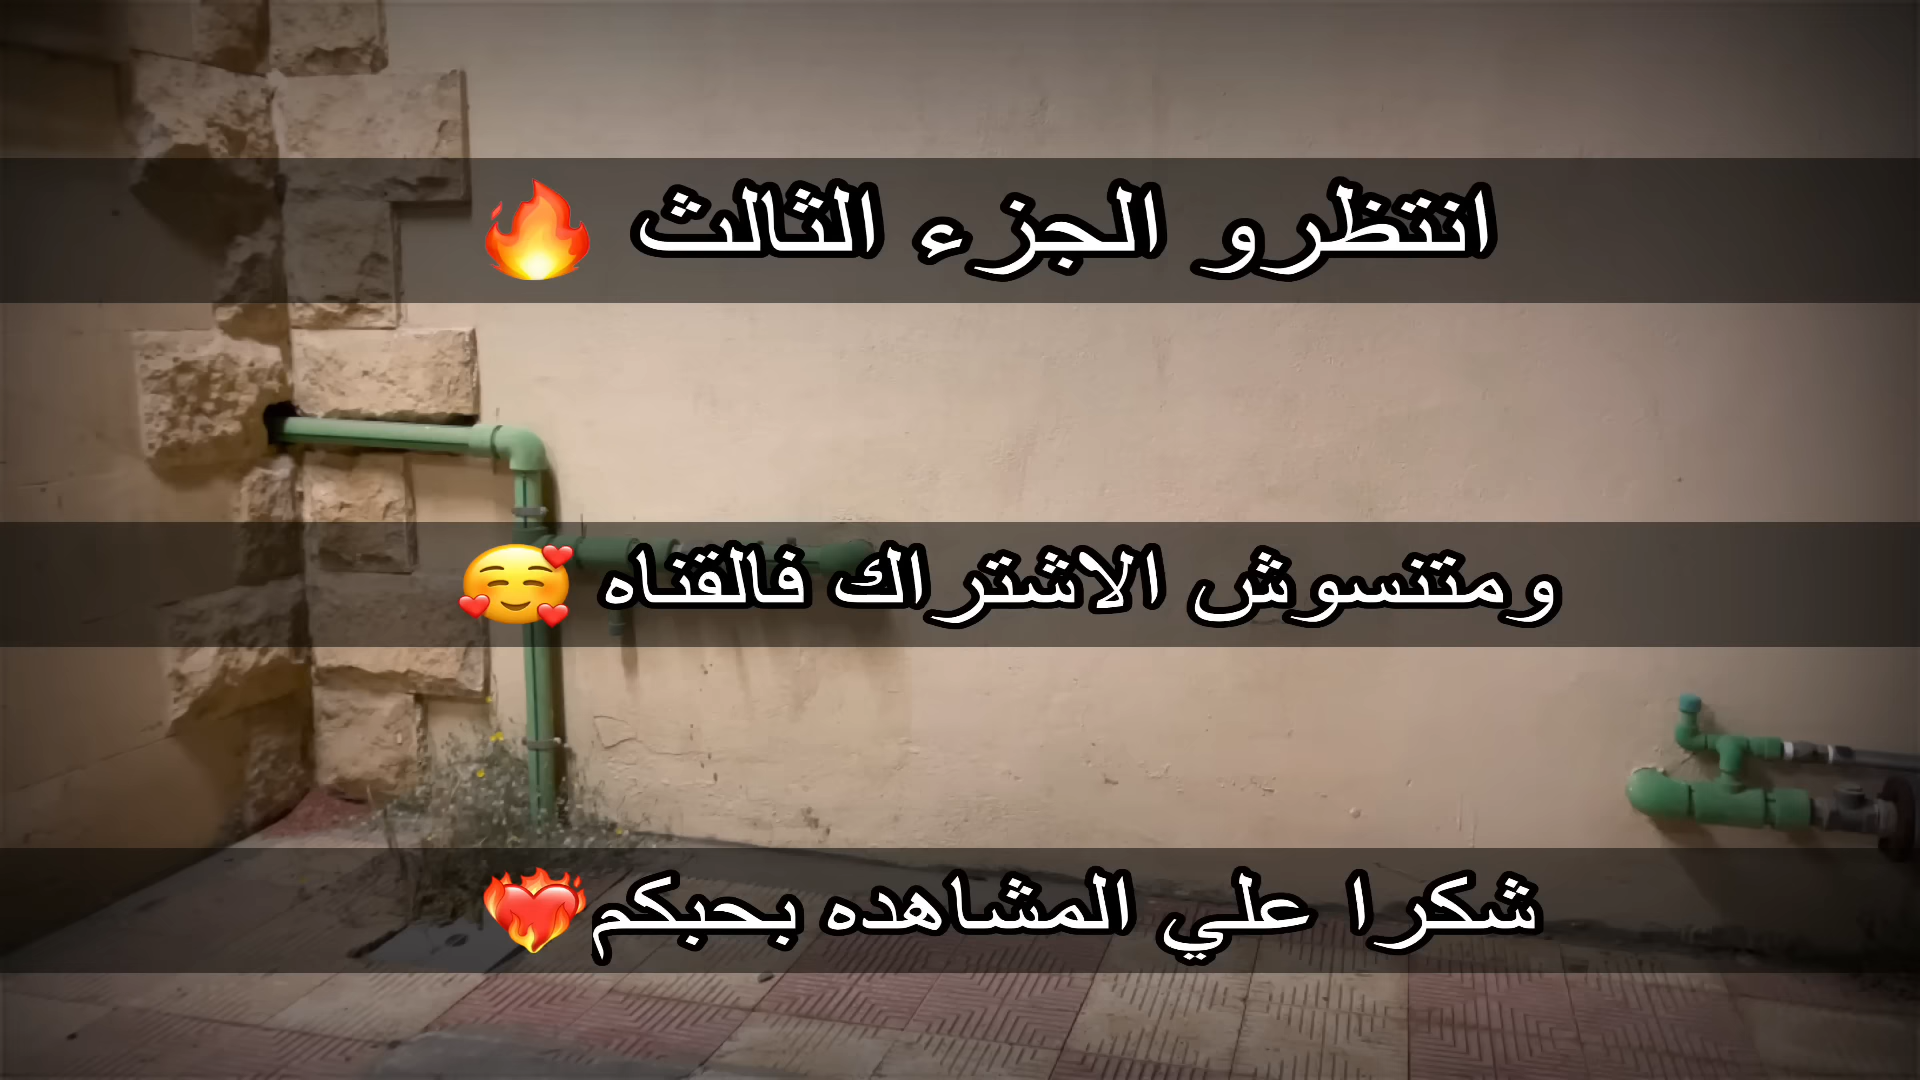 انتظرو الجزء الثالث 🔥
ومتنسوش الاشتراك فالقناه 🥰
شكرا علي المشاهده بحبكم❤️‍🔥